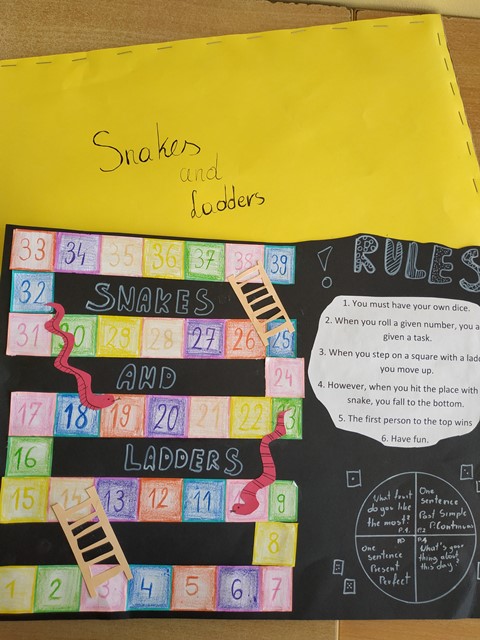 Snakes
and
Ladders
! RULES
33 34 35 36 37 38 39
32 SNAKES
31 30 29 28 27 26 25
AND 24
17 18 19 20 21 22
16 LADDERS
15 14 13 12 11 9
8
1 2 3 4 5 6 7
1. You must have your own dice.
2. When you roll a given number, you a
given a task.
3. When you step on a square with a ladd
you move up.
4. However, when you hit the place with
snake, you fall to the bottom.
5. The first person to the top wins
6. Have fun.
What fruit
do you like
the most?
P.1.
One
sentence
Past Simple
P.2 P.Continuous
one
sentence
Present
Perfect
P.4
What's your
thing about
this day?